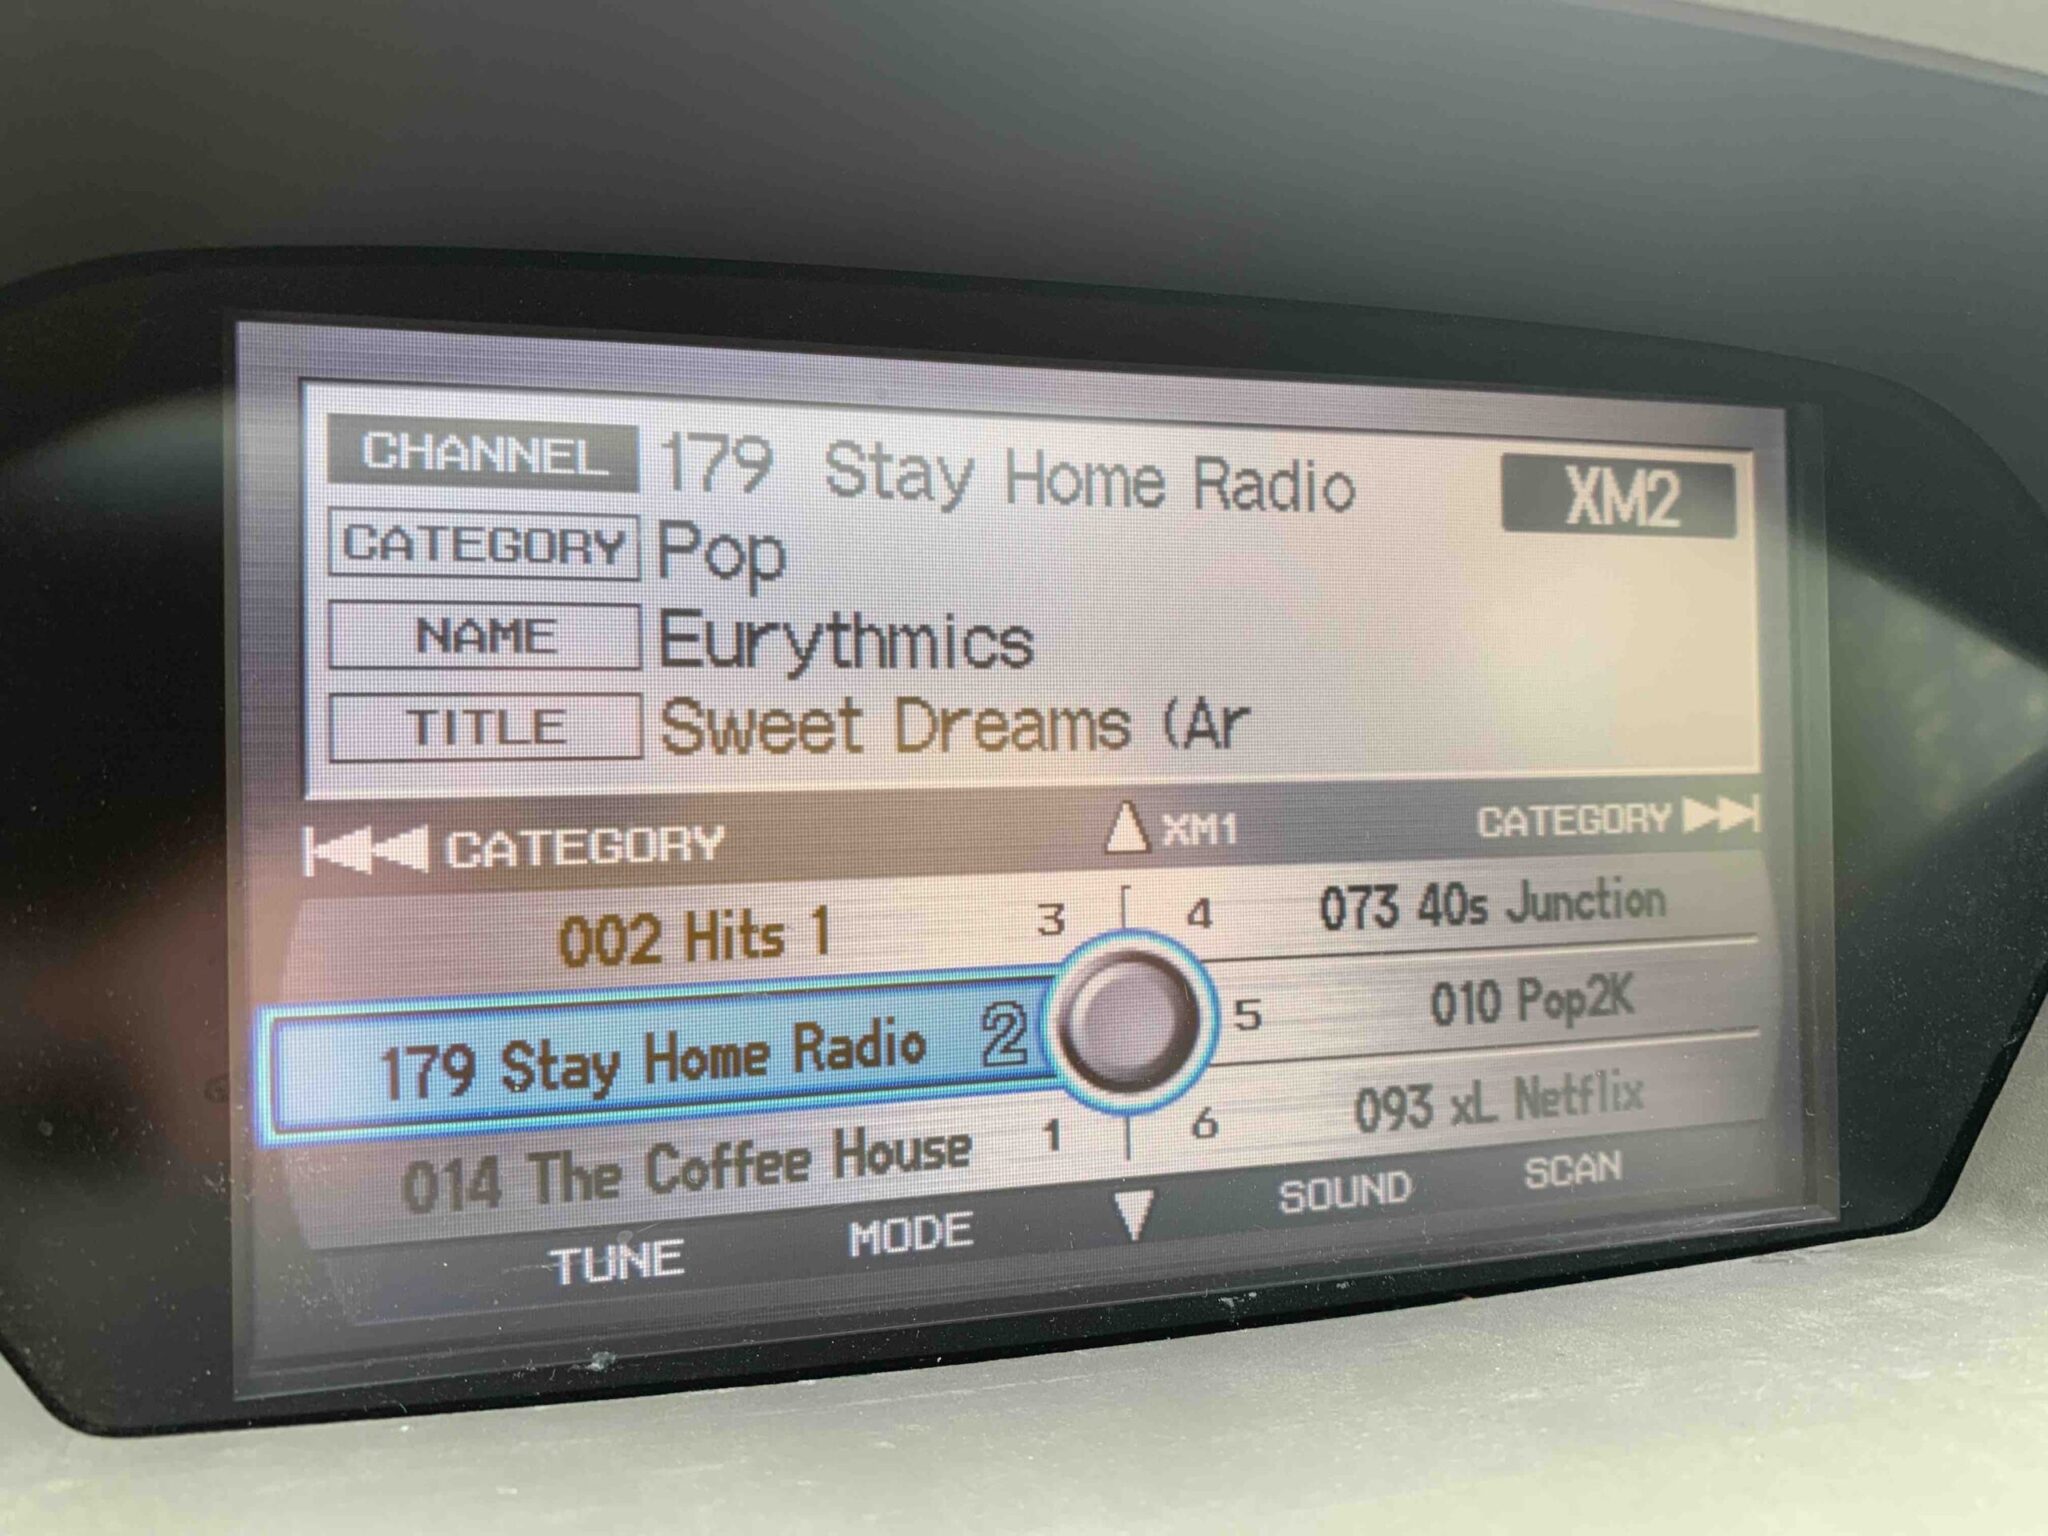 CHANNEL 179 Stay Home Radio XM2
CATEGORY Pop
NAME Eurythmics
TITLE Sweet Dreams (Ar
CATEGORY XM1 CATEGORY
002 Hits 1 3 4 073 40s Junction
179 Stay Home Radio 2 5 010 Pop2K
014 The Coffee House 1 6 093 xL Netflix
TUNE MODE SOUND SCAN